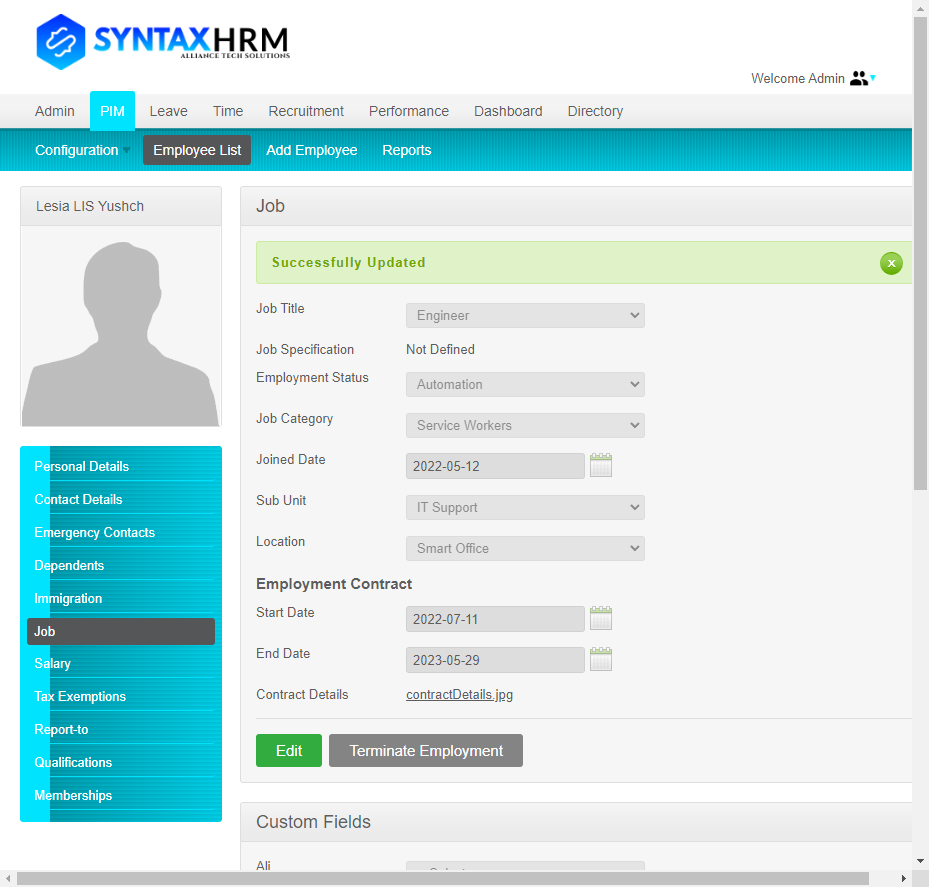 SYNTAXHRM
ALLIANCE TECH SOLUTIONS
Welcome Admin
Admin PIM Leave Time Recruitment Performance Dashboard Directory
Configuration Employee List Add Employee Reports
Lesia LIS Yushch
Personal Details
Contact Details
Emergency Contacts
Dependents
Immigration
Job
Salary
Tax Exemptions
Report-to
Qualifications
Memberships
Job
Successfully Updated
Job Title Engineer
Job Specification Not Defined
Employment Status Automation
Job Category Service Workers
Joined Date 2022-05-12
Sub Unit IT Support
Location Smart Office
Employment Contract
Start Date 2022-07-11
End Date 2023-05-29
Contract Details contractDetails.jpg
Edit Terminate Employment
Custom Fields
Ali